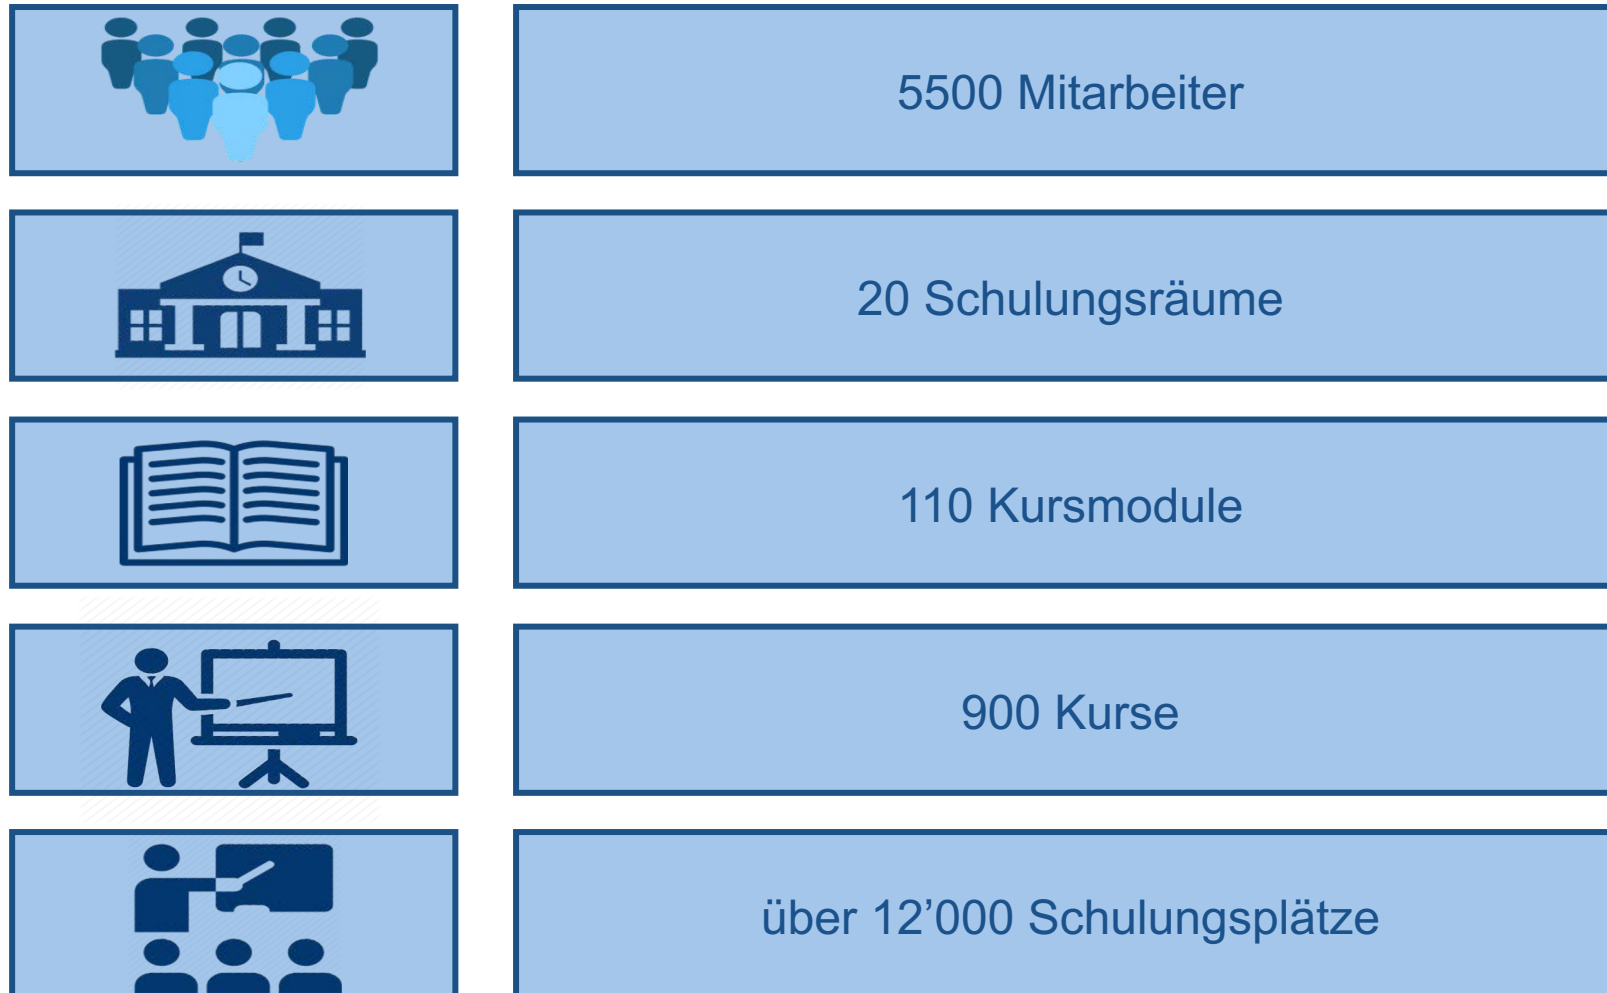 5500 Mitarbeiter
20 Schulungsräume
110 Kursmodule
900 Kurse
über 12’000 Schulungsplätze